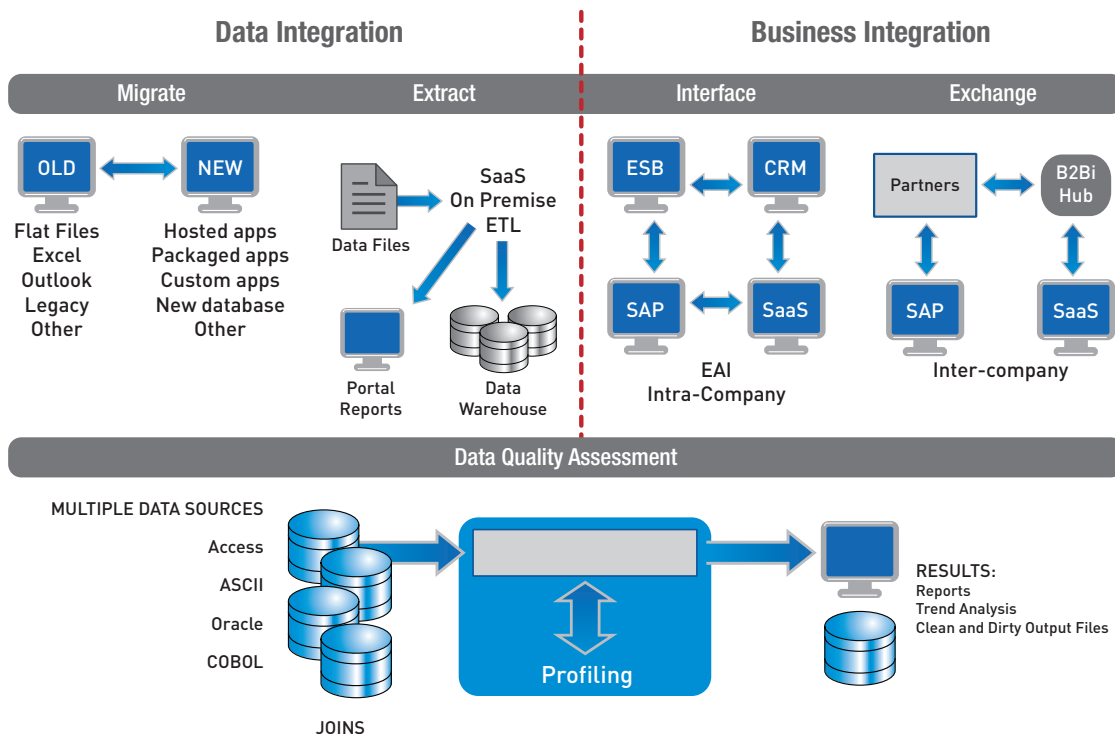 Data Integration
Business Integration
Migrate
Extract
Interface
Exchange
OLD
NEW
Flat Files
Excel
Outlook
Legacy
Other
Hosted apps
Packaged apps
Custom apps
New database
Other
Data Files
SaaS
On Premise
ETL
Portal
Reports
Data
Warehouse
ESB
CRM
SAP
SaaS
EAI
Intra-Company
Partners
B2Bi
Hub
SAP
SaaS
Inter-company
Data Quality Assessment
MULTIPLE DATA SOURCES
Access
ASCII
Oracle
COBOL
JOINS
Profiling
RESULTS:
Reports
Trend Analysis
Clean and Dirty Output Files